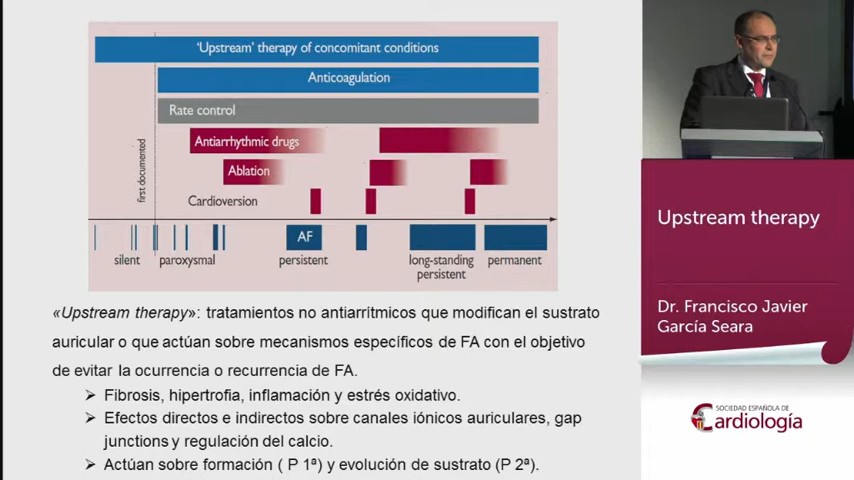 'Upstream' therapy of concomitant conditions
Anticoagulation
Rate control
Antiarrhythmic drugs
Ablation
Cardioversion
first documented
AF
silent
paroxysmal
persistent
long-standing
persistent
permanent
«Upstream therapy»: tratamientos no antiarrítmicos que modifican el sustrato
auricular o que actúan sobre mecanismos específicos de FA con el objetivo
de evitar la ocurrencia o recurrencia de FA.
➢ Fibrosis, hipertrofia, inflamación y estrés oxidativo.
➢ Efectos directos e indirectos sobre canales iónicos auriculares, gap
junctions y regulación del calcio.
➢ Actúan sobre formación ( P 1ª) y evolución de sustrato (P 2ª).
Upstream therapy
Dr. Francisco Javier
García Seara
SOCIEDAD ESPAÑOLA DE
Cardiología